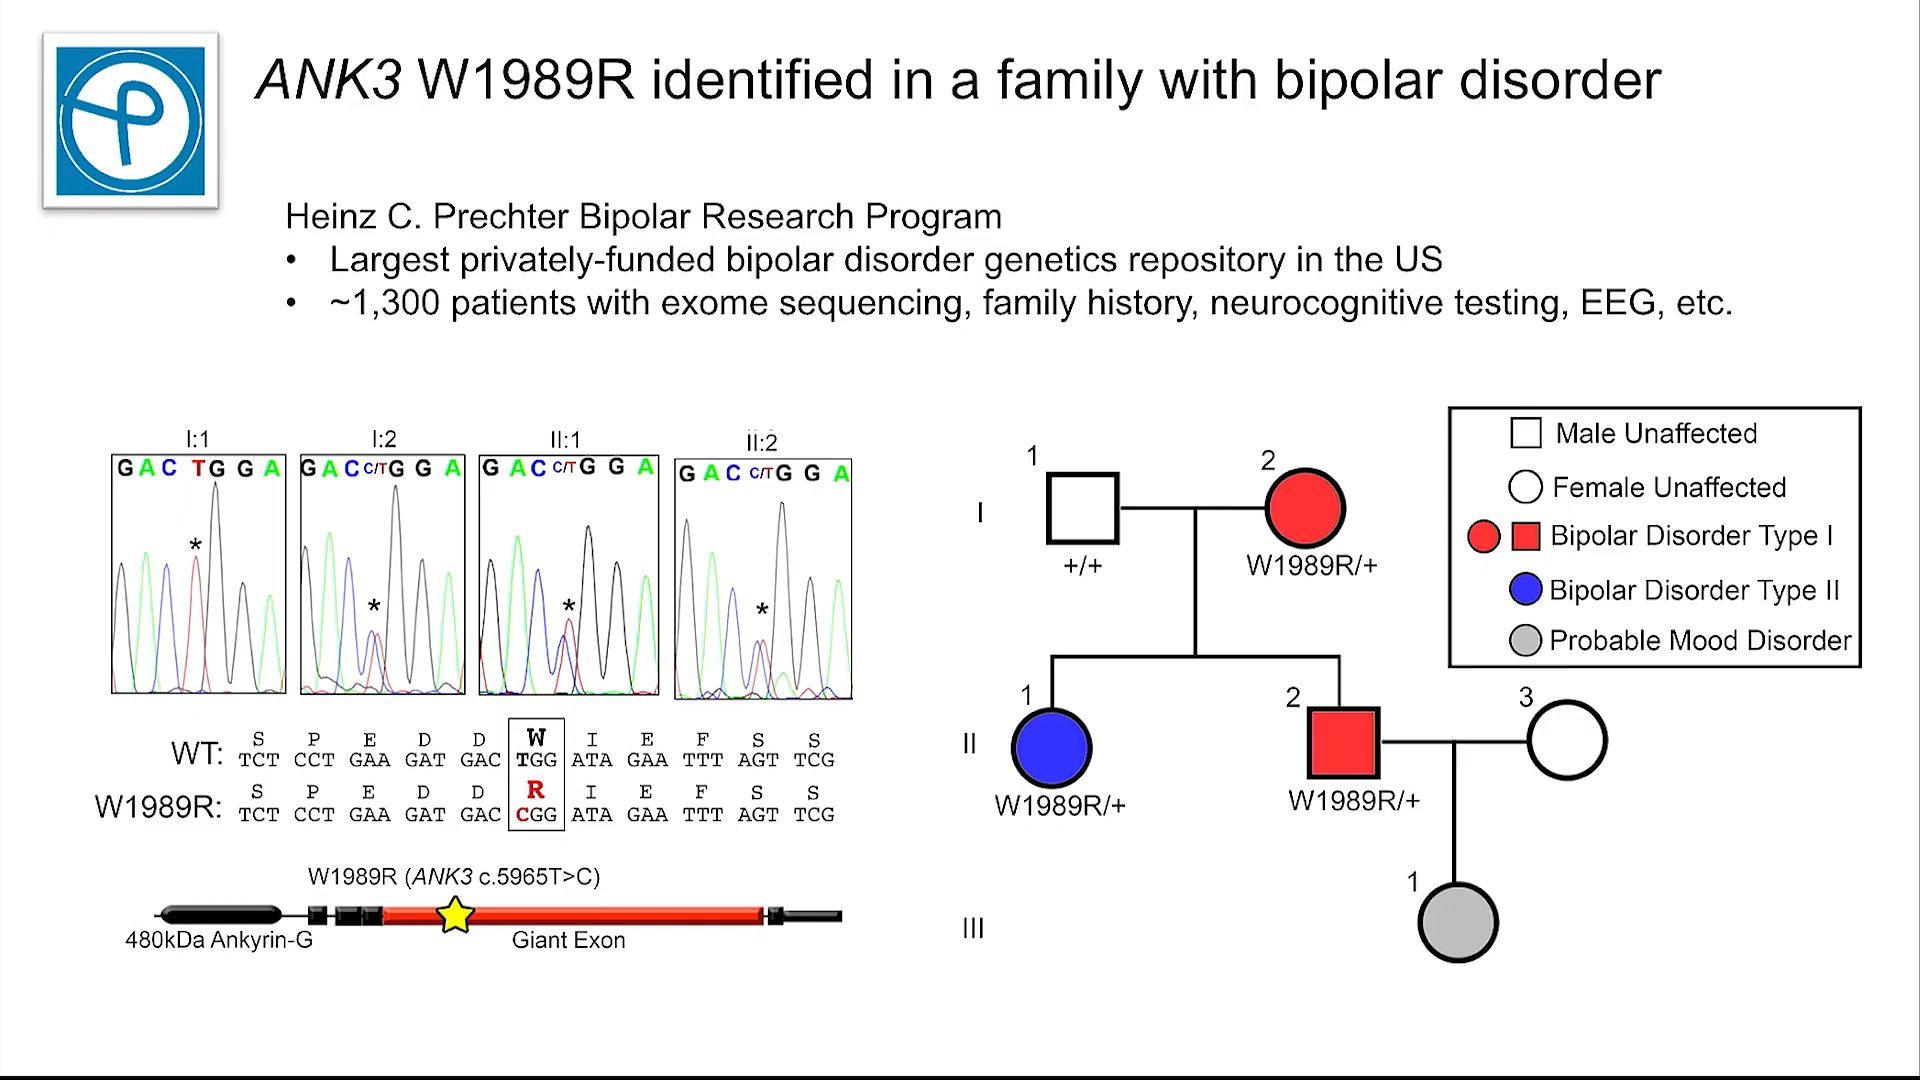 ANK3 W1989R identified in a family with bipolar disorder
Heinz C. Prechter Bipolar Research Program
• Largest privately-funded bipolar disorder genetics repository in the US
• ~1,300 patients with exome sequencing, family history, neurocognitive testing, EEG, etc.
I:1
G A C T G G A
I:2
G A C C/T G G A
II:1
G A C C/T G G A
II:2
G A C C/T G G A
*
*
*
*
S P E D D W I E F S S
WT: TCT CCT GAA GAT GAC TGG ATA GAA TTT AGT TCG
S P E D D R I E F S S
W1989R: TCT CCT GAA GAT GAC CGG ATA GAA TTT AGT TCG
W1989R (ANK3 c.5965T>C)
480kDa Ankyrin-G
Giant Exon
I
1
+/+
2
W1989R/+
II
1
W1989R/+
2
W1989R/+
3
III
1
Male Unaffected
Female Unaffected
Bipolar Disorder Type I
Bipolar Disorder Type II
Probable Mood Disorder